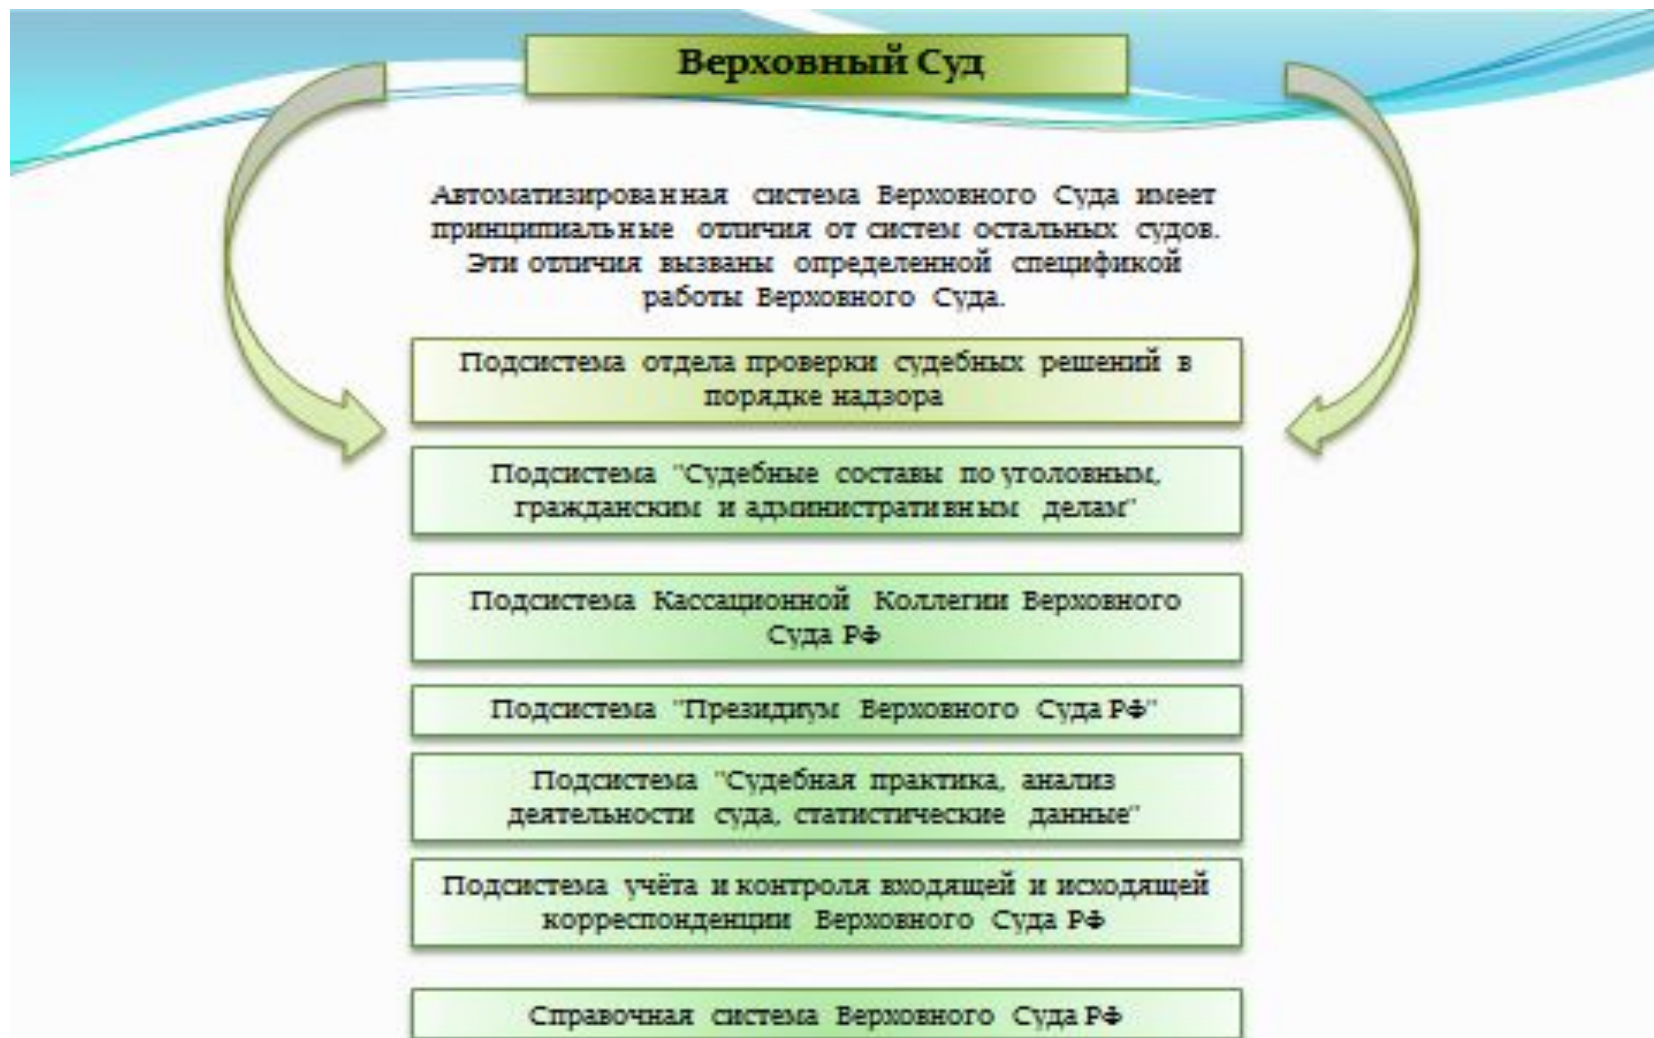 Верховный Суд
Автоматизированная система Верховного Суда имеет
принципиальные отличия от систем остальных судов.
Эти отличия вызваны определенной спецификой
работы Верховного Суда.
Подсистема отдела проверки судебных решений в
порядке надзора
Подсистема "Судебные составы по уголовным,
гражданским и административным делам"
Подсистема Кассационной Коллегии Верховного
Суда РФ
Подсистема "Президиум Верховного Суда РФ"
Подсистема "Судебная практика, анализ
деятельности суда, статистические данные"
Подсистема учёта и контроля входящей и исходящей
корреспонденции Верховного Суда РФ
Справочная система Верховного Суда РФ